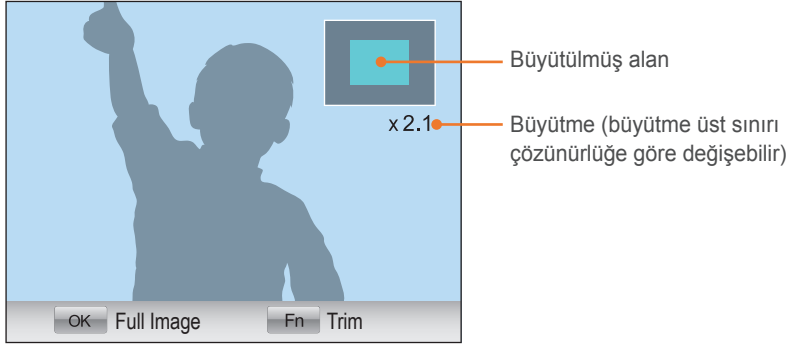 Büyütülmüş alan
x 2.1
Büyütme (büyütme üst sınırı
çözünürlüğe göre değişebilir)
OK Full Image Fn Trim